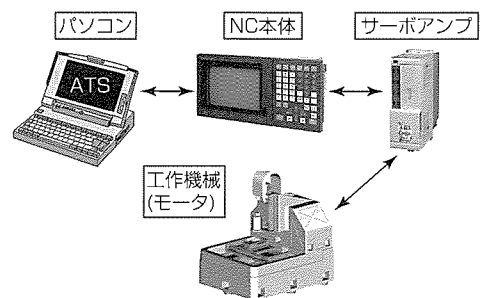 パソコン
NC本体
サーボアンプ
ATS
工作機械
(モータ)